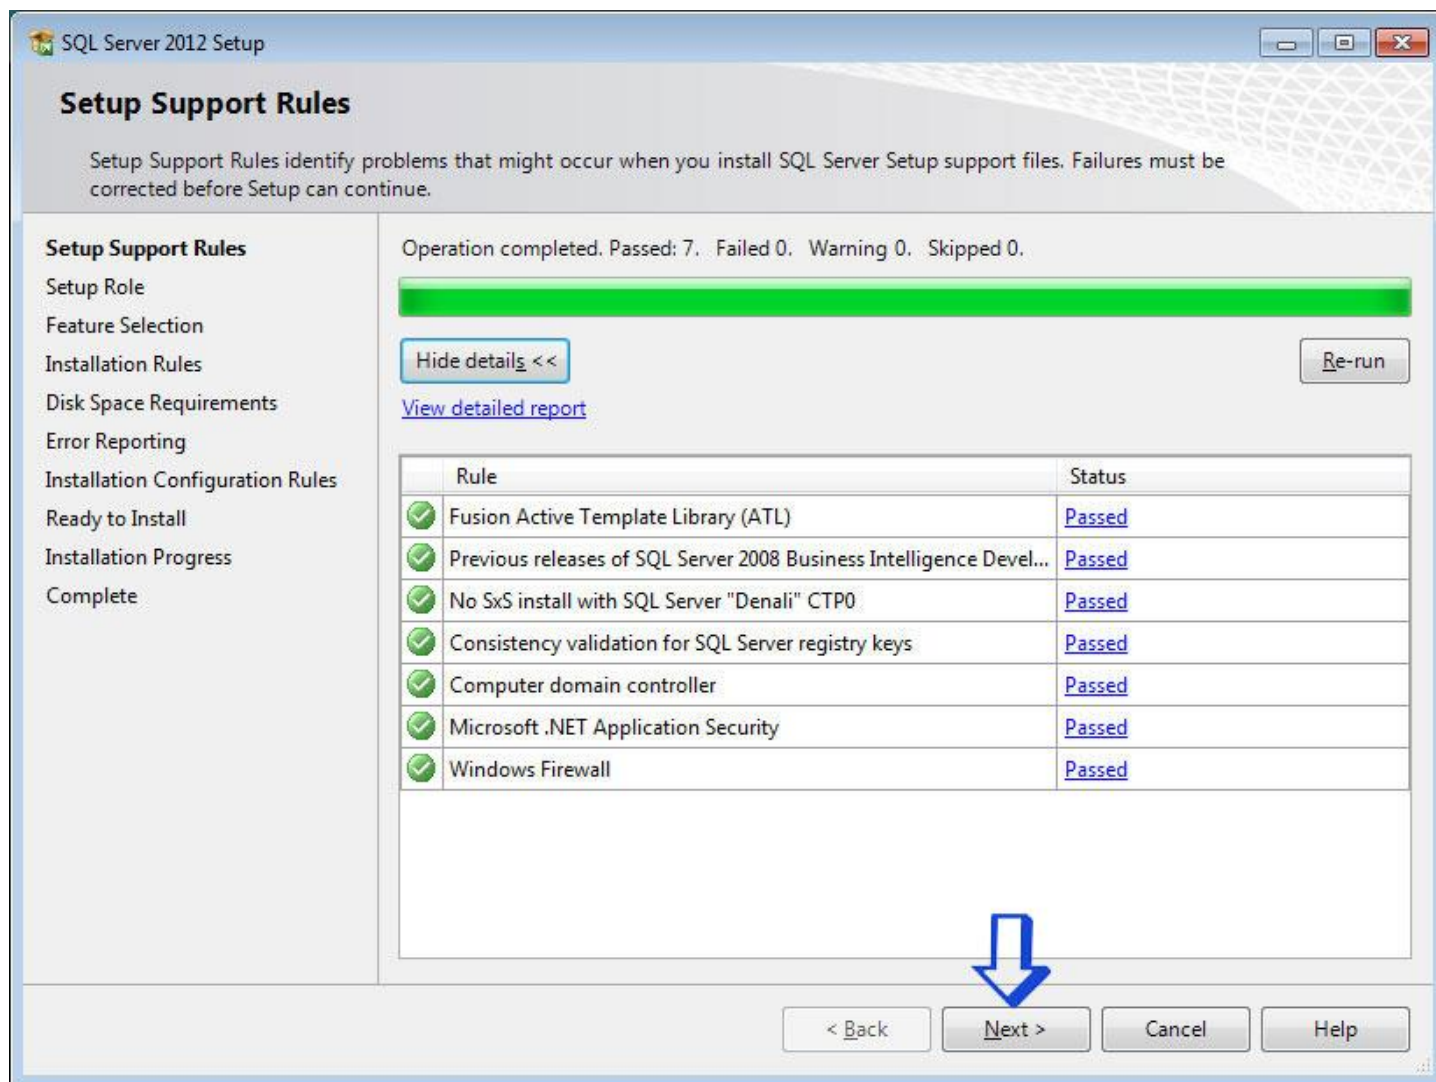 SQL Server 2012 Setup
Setup Support Rules
Setup Support Rules identify problems that might occur when you install SQL Server Setup support files. Failures must be
corrected before Setup can continue.
Setup Support Rules
Setup Role
Feature Selection
Installation Rules
Disk Space Requirements
Error Reporting
Installation Configuration Rules
Ready to Install
Installation Progress
Complete
Operation completed. Passed: 7. Failed 0. Warning 0. Skipped 0.
Hide details <<
Re-run
View detailed report
Rule Status
Fusion Active Template Library (ATL) Passed
Previous releases of SQL Server 2008 Business Intelligence Devel... Passed
No SxS install with SQL Server "Denali" CTP0 Passed
Consistency validation for SQL Server registry keys Passed
Computer domain controller Passed
Microsoft .NET Application Security Passed
Windows Firewall Passed
< Back Next > Cancel Help